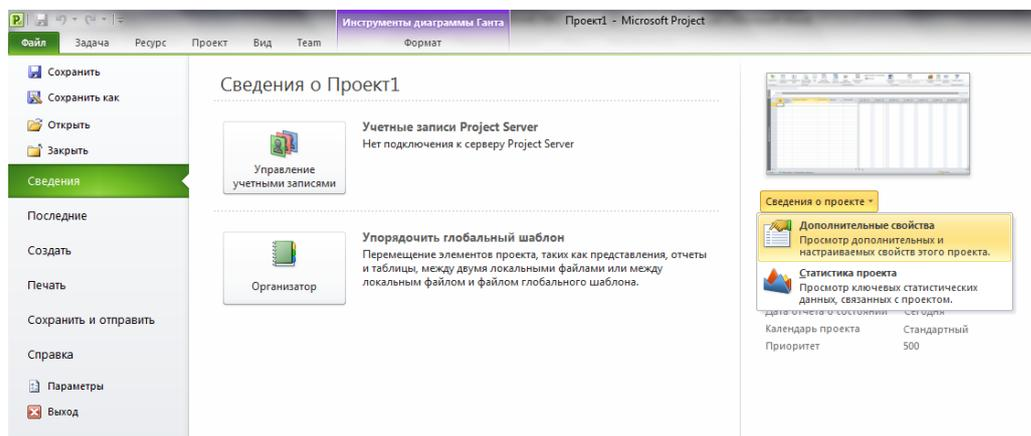 Инструменты диаграммы Ганта
Проект1 - Microsoft Project
Файл
Задача
Ресурс
Проект
Вид
Team
Формат
Сохранить
Сохранить как
Открыть
Закрыть
Сведения
Последние
Создать
Печать
Сохранить и отправить
Справка
Параметры
Выход
Сведения о Проект1
Управление
учетными записями
Учетные записи Project Server
Нет подключения к серверу Project Server
Организатор
Упорядочить глобальный шаблон
Перемещение элементов проекта, таких как представления, отчеты
и таблицы, между двумя локальными файлами или между
локальным файлом и файлом глобального шаблона.
Сведения о проекте
Дополнительные свойства
Просмотр дополнительных и
настраиваемых свойств этого проекта.
Статистика проекта
Просмотр ключевых статистических
данных, связанных с проектом.
Дата отчета о состоянии Сегодня
Календарь проекта Стандартный
Приоритет 500